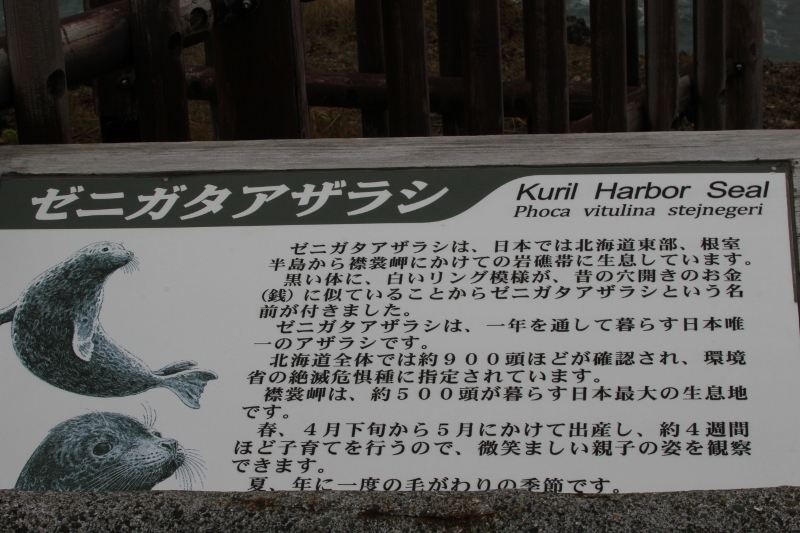 ゼニガタアザラシ
Kuril Harbor Seal
Phoca vitulina stejnegeri
ゼニガタアザラシは、日本では北海道東部、根室
半島から襟裳岬にかけての岩礁帯に生息しています。
黒い体に、白いリング模様が、昔の穴開きのお金
(銭)に似ていることからゼニガタアザラシという名
前が付きました。
ゼニガタアザラシは、一年を通して暮らす日本唯
一のアザラシです。
北海道全体では約９００頭ほどが確認され、環境
省の絶滅危惧種に指定されています。
襟裳岬は、約５００頭が暮らす日本最大の生息地
です。
春、４月下旬から５月にかけて出産し、約４週間
ほど子育てを行うので、微笑ましい親子の姿を観察
できます。
夏、年に一度の毛がわりの季節です。